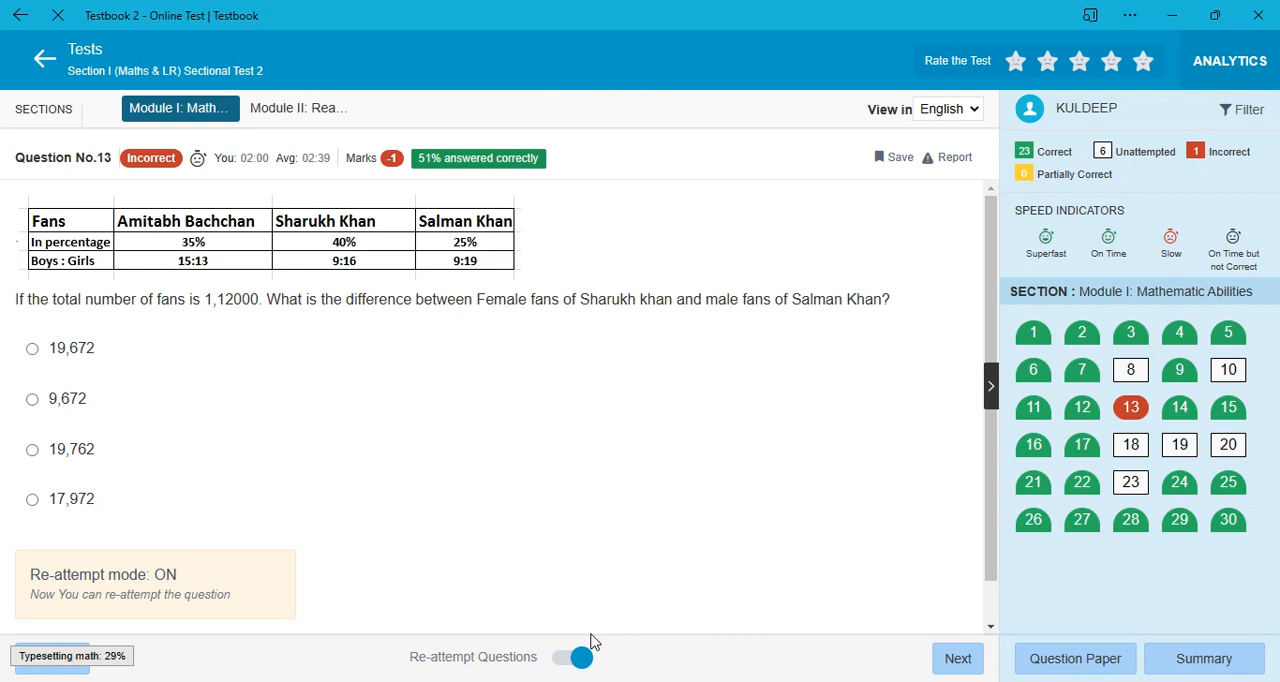 Testbook 2 - Online Test | Testbook
Tests
Section I (Maths & LR) Sectional Test 2
Rate the Test
ANALYTICS
SECTIONS
Module I: Math...
Module II: Rea...
View in English
KULDEEP
Filter
Question No.13 Incorrect You: 02:00 Avg: 02:39 Marks -1 51% answered correctly
Save Report
23 Correct 6 Unattempted 1 Incorrect
0 Partially Correct
Fans Amitabh Bachchan Sharukh Khan Salman Khan
In percentage 35% 40% 25%
Boys : Girls 15:13 9:16 9:19
If the total number of fans is 1,12000. What is the difference between Female fans of Sharukh khan and male fans of Salman Khan?
19,672
9,672
19,762
17,972
Re-attempt mode: ON
Now You can re-attempt the question
SPEED INDICATORS
Superfast On Time Slow On Time but
not Correct
SECTION : Module I: Mathematic Abilities
1 2 3 4 5
6 7 8 9 10
11 12 13 14 15
16 17 18 19 20
21 22 23 24 25
26 27 28 29 30
Typesetting math: 29%
Re-attempt Questions
Next
Question Paper
Summary